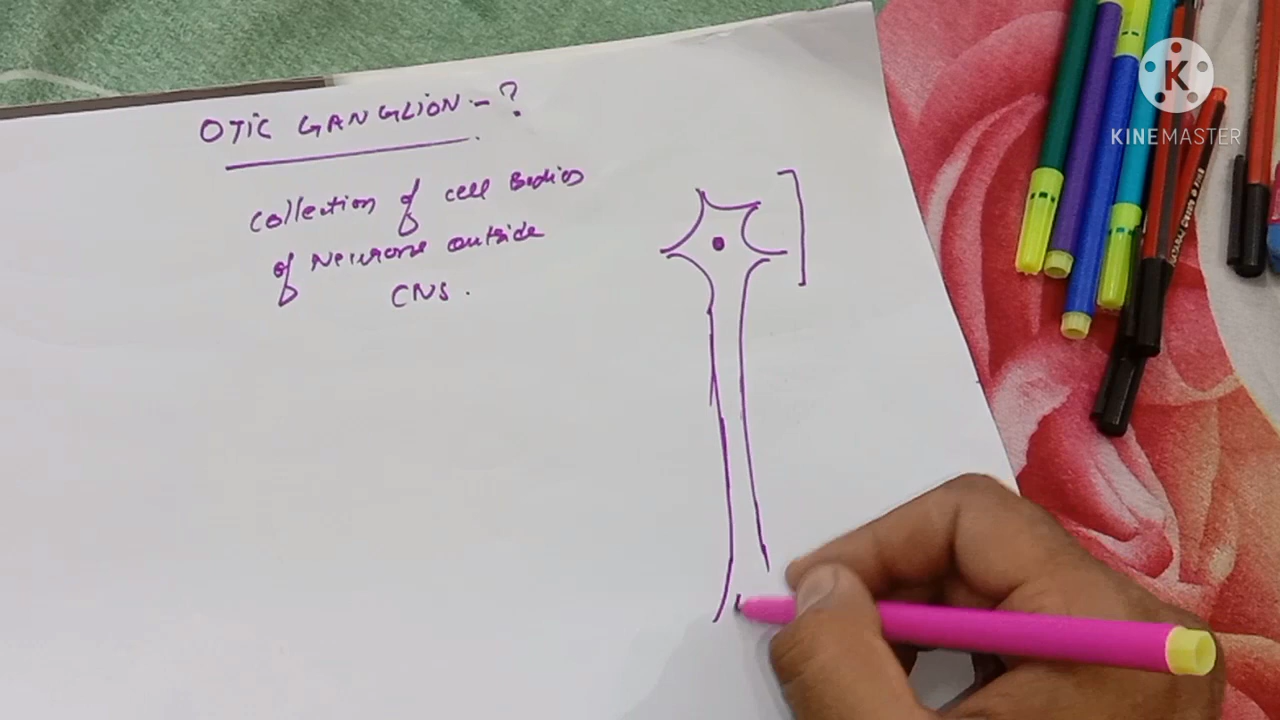 OTIC GANGLION :- ?
Collection of cell Bodies
of Neurons outside
CNS.
K
KINEMASTER